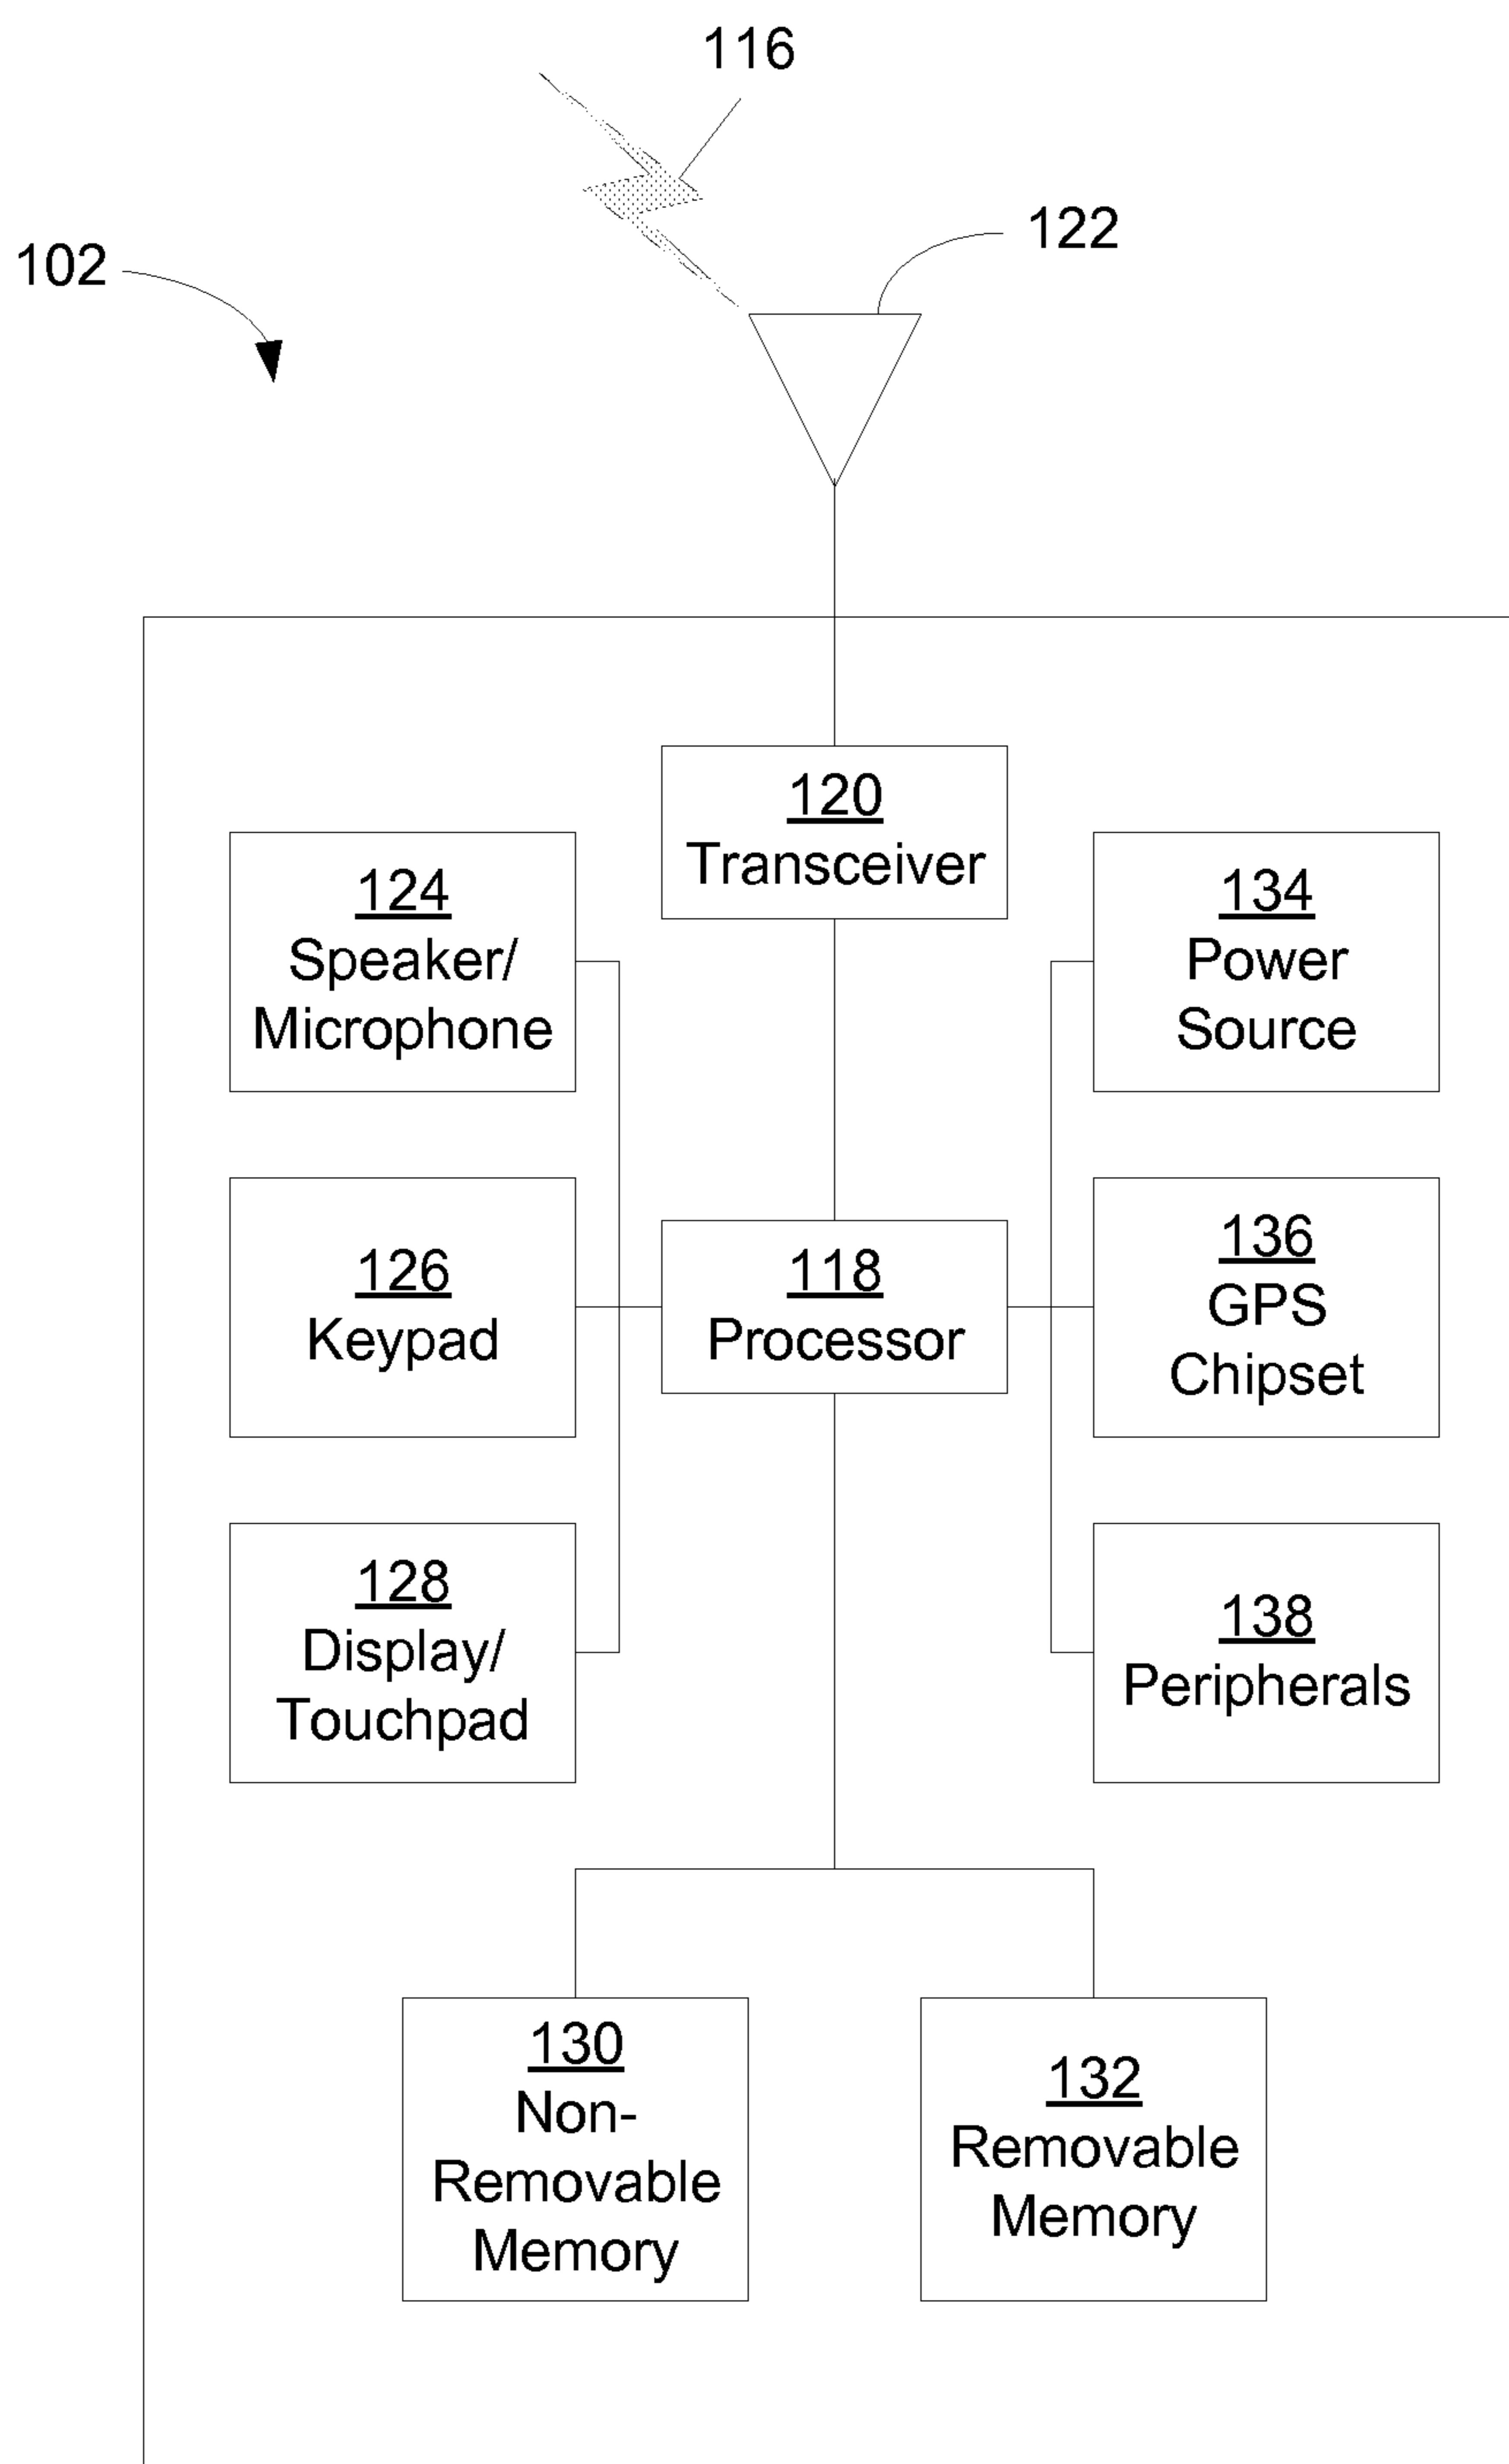 116
122
102
120
Transceiver
124
Speaker/
Microphone
134
Power
Source
126
Keypad
118
Processor
136
GPS
Chipset
128
Display/
Touchpad
138
Peripherals
130
Non-
Removable
Memory
132
Removable
Memory